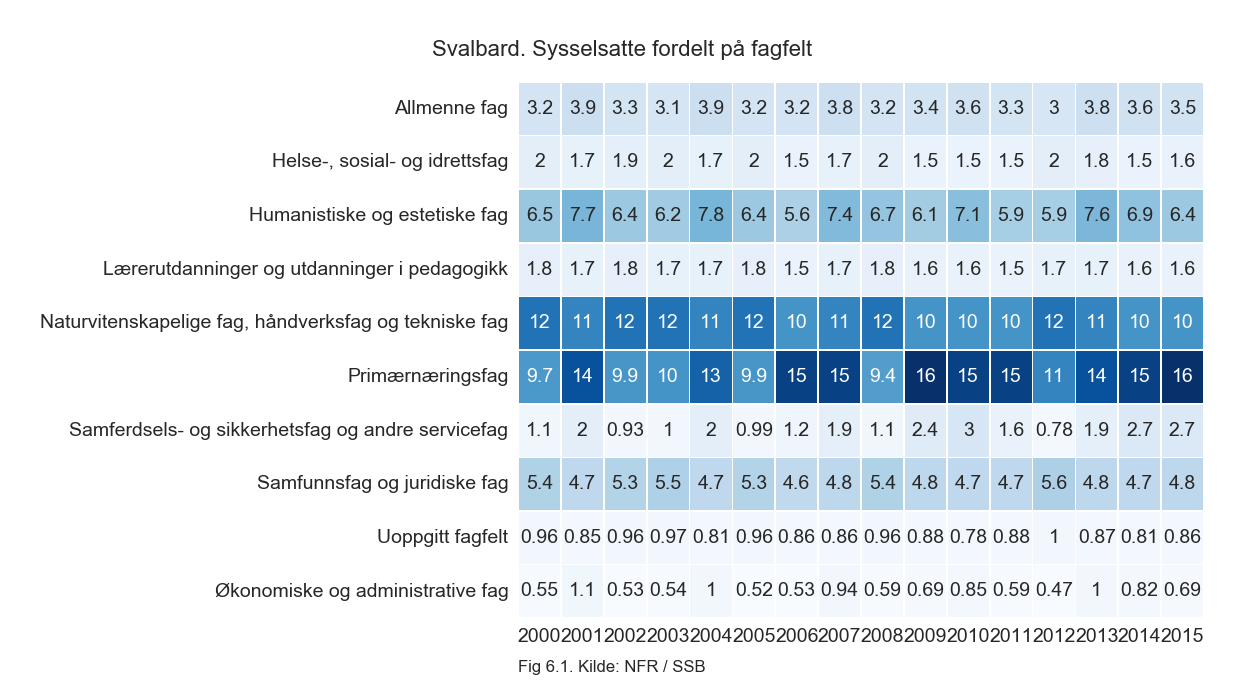 Svalbard. Sysselsatte fordelt på fagfelt
Allmenne fag 3.2 3.9 3.3 3.1 3.9 3.2 3.2 3.8 3.2 3.4 3.6 3.3 3 3.8 3.6 3.5
Helse-, sosial- og idrettsfag 2 1.7 1.9 2 1.7 2 1.5 1.7 2 1.5 1.5 1.5 2 1.8 1.5 1.6
Humanistiske og estetiske fag 6.5 7.7 6.4 6.2 7.8 6.4 5.6 7.4 6.7 6.1 7.1 5.9 5.9 7.6 6.9 6.4
Lærerutdanninger og utdanninger i pedagogikk 1.8 1.7 1.8 1.7 1.7 1.8 1.5 1.7 1.8 1.6 1.6 1.5 1.7 1.7 1.6 1.6
Naturvitenskapelige fag, håndverksfag og tekniske fag 12 11 12 12 11 12 10 11 12 10 10 10 12 11 10 10
Primærnæringsfag 9.7 14 9.9 10 13 9.9 15 15 9.4 16 15 15 11 14 15 16
Samferdsels- og sikkerhetsfag og andre servicefag 1.1 2 0.93 1 2 0.99 1.2 1.9 1.1 2.4 3 1.6 0.78 1.9 2.7 2.7
Samfunnsfag og juridiske fag 5.4 4.7 5.3 5.5 4.7 5.3 4.6 4.8 5.4 4.8 4.7 4.7 5.6 4.8 4.7 4.8
Uoppgitt fagfelt 0.96 0.85 0.96 0.97 0.81 0.96 0.86 0.86 0.96 0.88 0.78 0.88 1 0.87 0.81 0.86
Økonomiske og administrative fag 0.55 1.1 0.53 0.54 1 0.52 0.53 0.94 0.59 0.69 0.85 0.59 0.47 1 0.82 0.69
2000 2001 2002 2003 2004 2005 2006 2007 2008 2009 2010 2011 2012 2013 2014 2015
Fig 6.1. Kilde: NFR / SSB